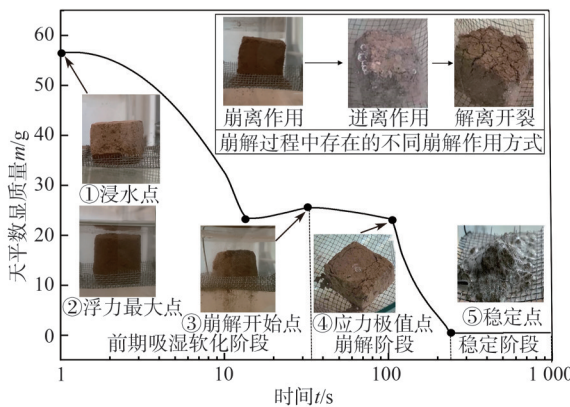 60
50
40
30
20
10
0
天平数显质量m/g
崩离作用
迸离作用
解离开裂
崩解过程中存在的不同崩解作用方式
①浸水点
②浮力最大点
③崩解开始点
④应力极值点
⑤稳定点
前期吸湿软化阶段
崩解阶段
稳定阶段
1
10
100
1 000
时间t/s